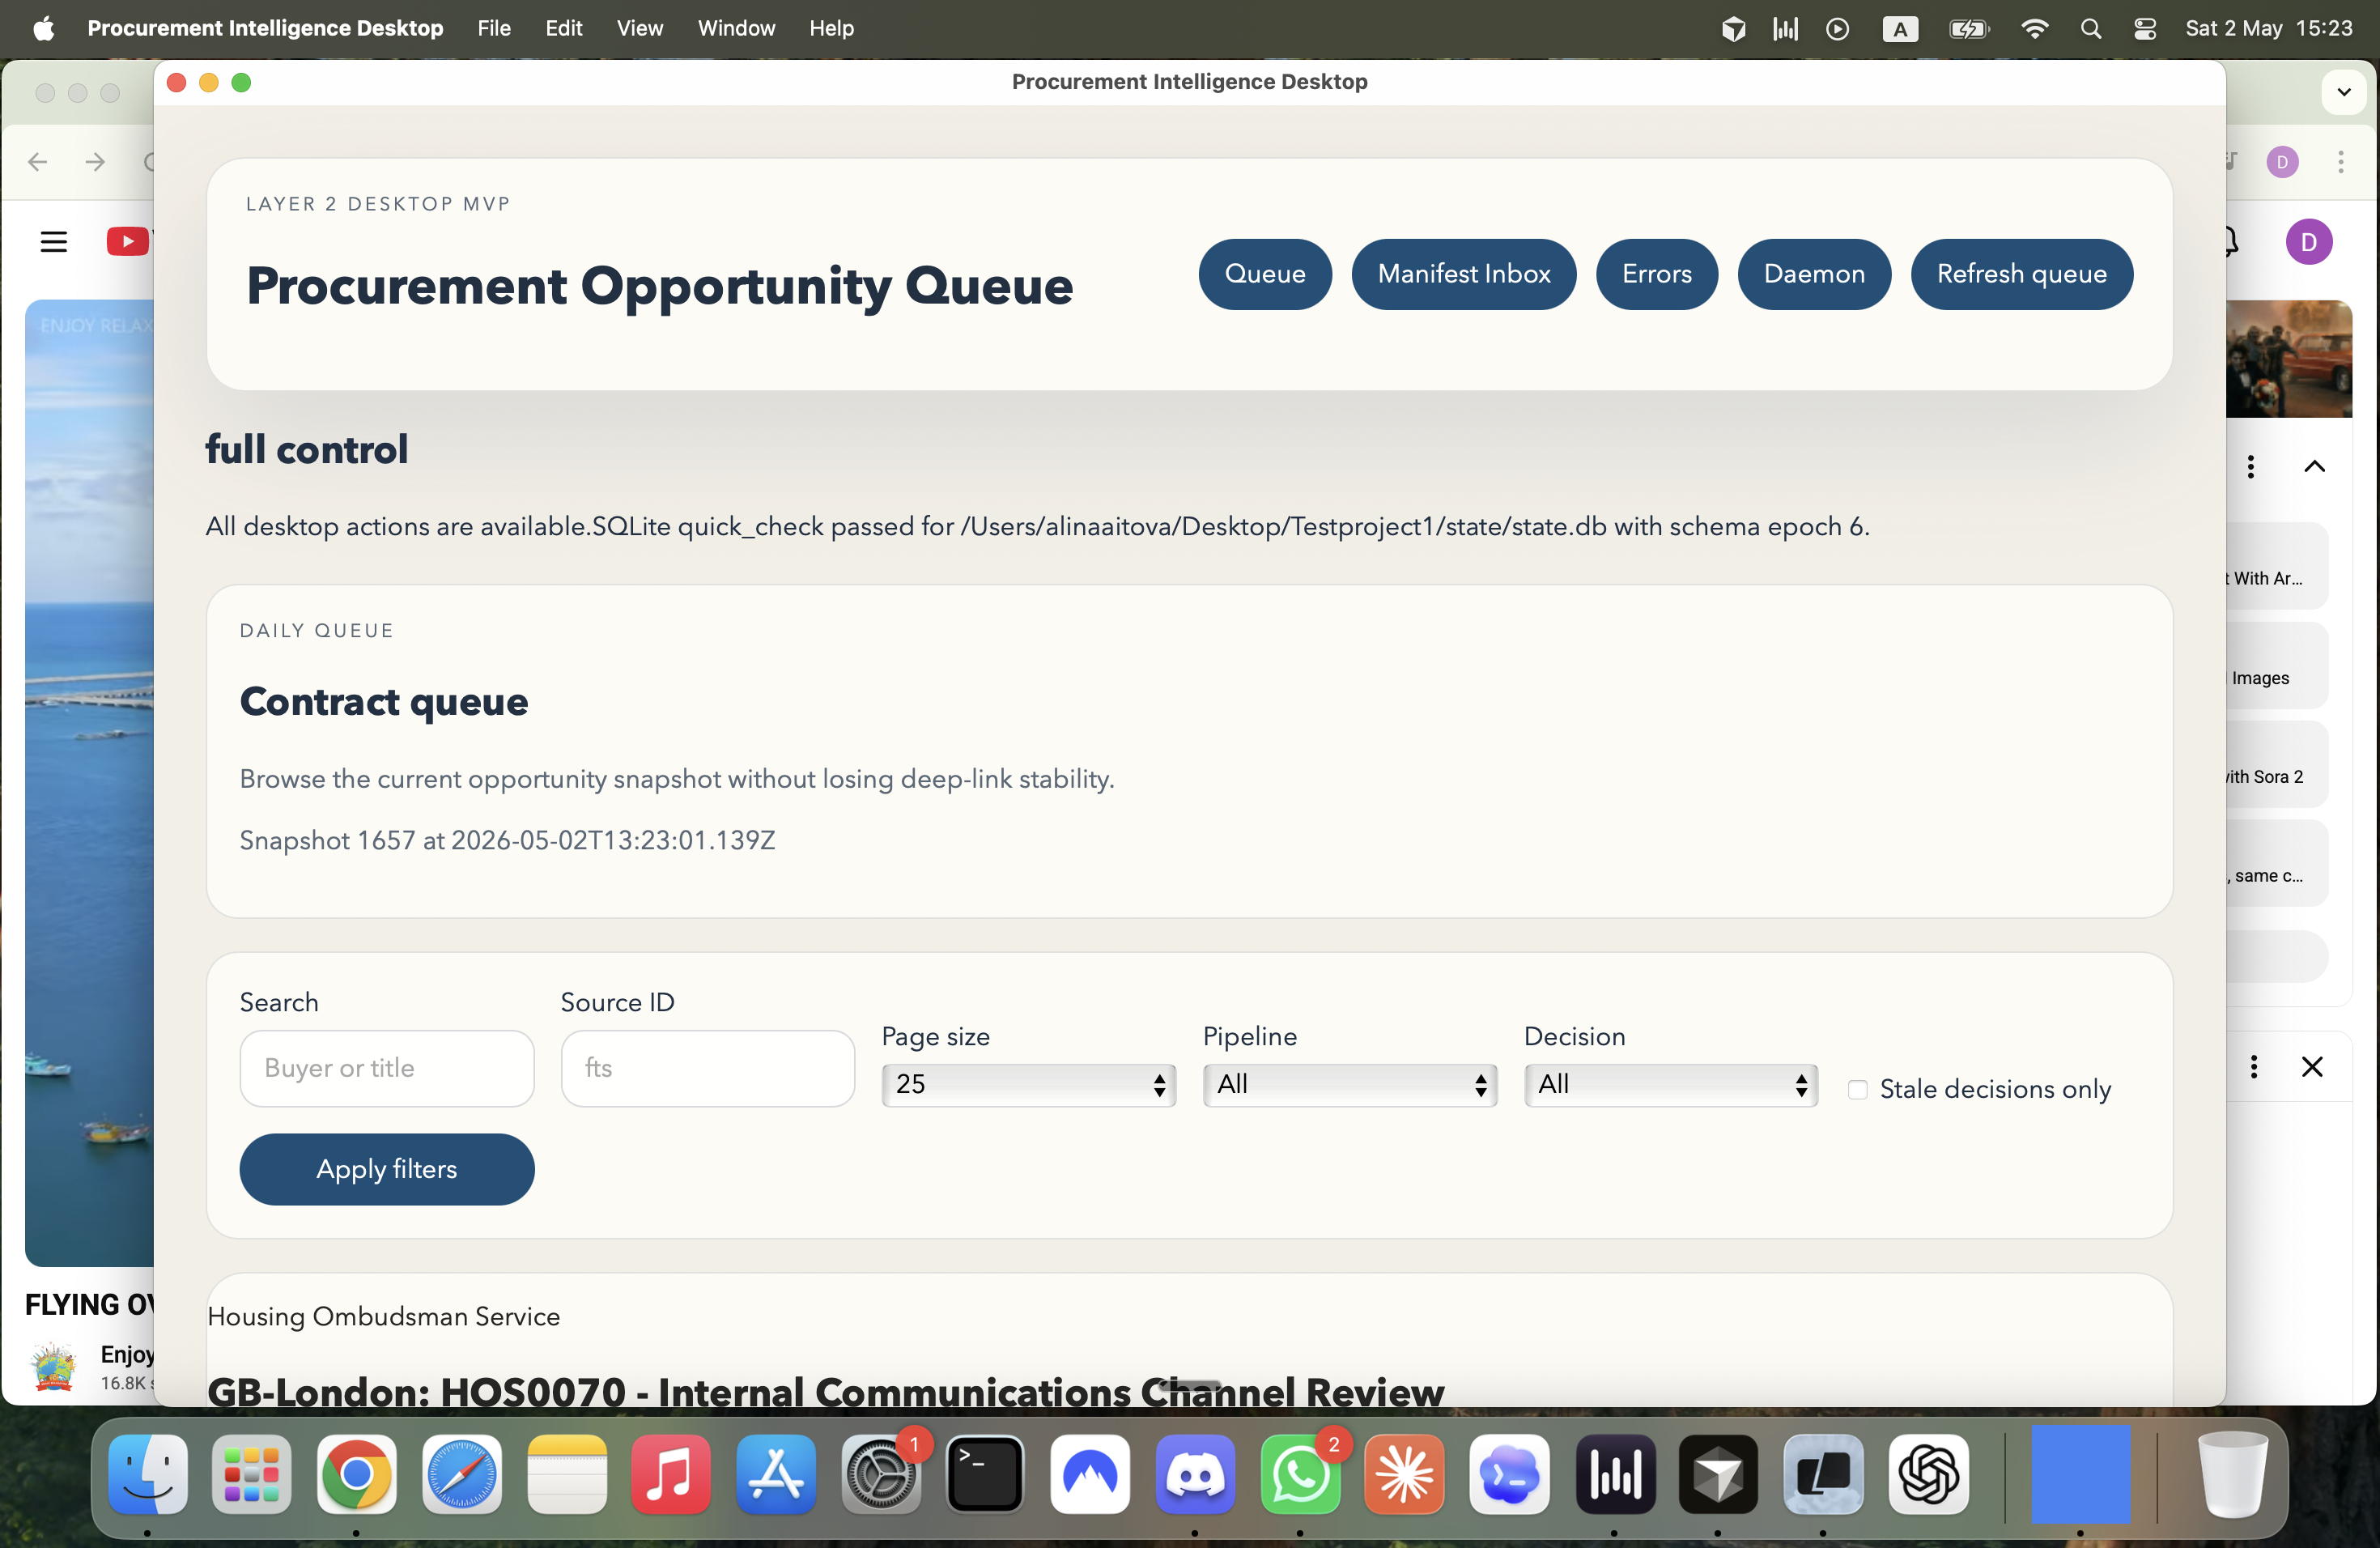 Procurement Intelligence Desktop File Edit View Window Help
A Sat 2 May 15:23
Procurement Intelligence Desktop
D
LAYER 2 DESKTOP MVP
Procurement Opportunity Queue
Queue Manifest Inbox Errors Daemon Refresh queue
D
ENJOY RELAX
full control
All desktop actions are available.SQLite quick_check passed for /Users/alinaaitova/Desktop/Testproject1/state/state.db with schema epoch 6.
t With Ar...
DAILY QUEUE
Images
Contract queue
Browse the current opportunity snapshot without losing deep-link stability.
with Sora 2
Snapshot 1657 at 2026-05-02T13:23:01.139Z
, same c...
Search Source ID
Page size Pipeline Decision
Buyer or title fts 25 All All Stale decisions only
Apply filters
FLYING OV
Housing Ombudsman Service
Enjoy
16.8K s
GB-London: HOS0070 - Internal Communications Channel Review
1
2